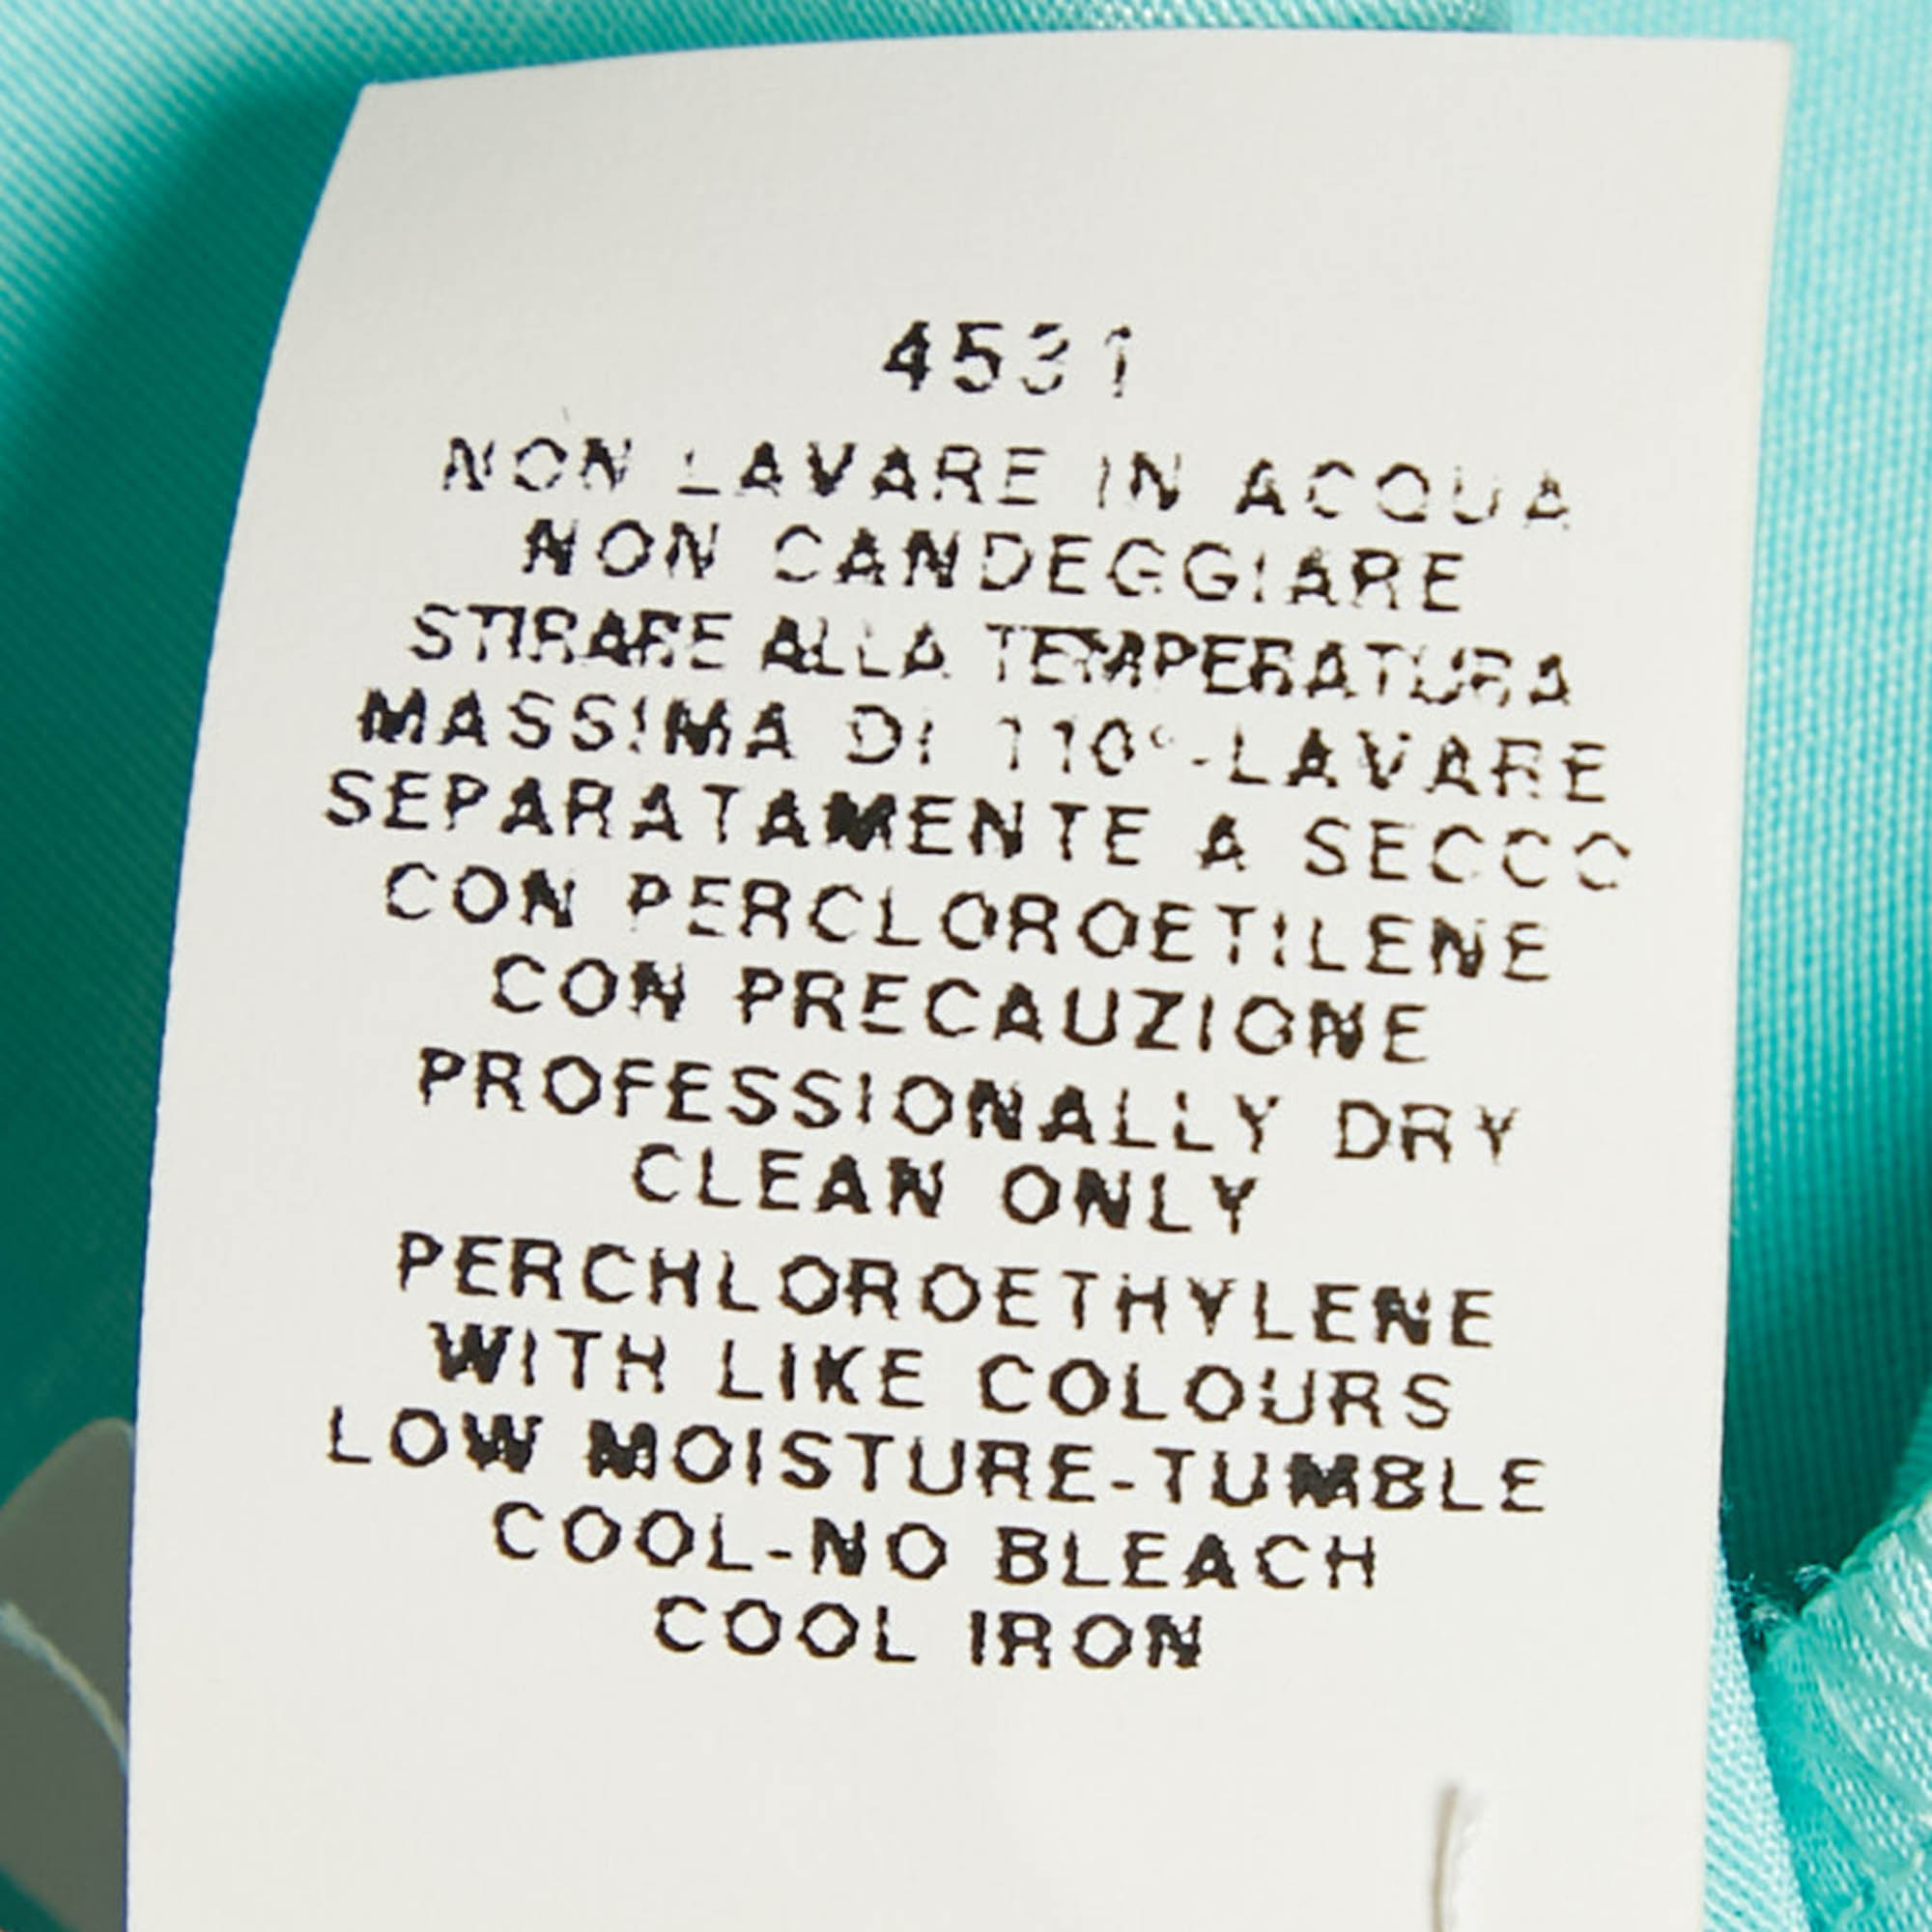 4531
NON LAVARE IN ACQUA
NON CANDEGGIARE
STIRARE ALLA TEMPERATURA
MASSIMA DI 110°-LAVARE
SEPARATAMENTE A SECCO
CON PERCLOROETILENE
CON PRECAUZIONE
PROFESSIONALLY DRY
CLEAN ONLY
PERCHLOROETHYLENE
WITH LIKE COLOURS
LOW MOISTURE-TUMBLE
COOL-NO BLEACH
COOL IRON